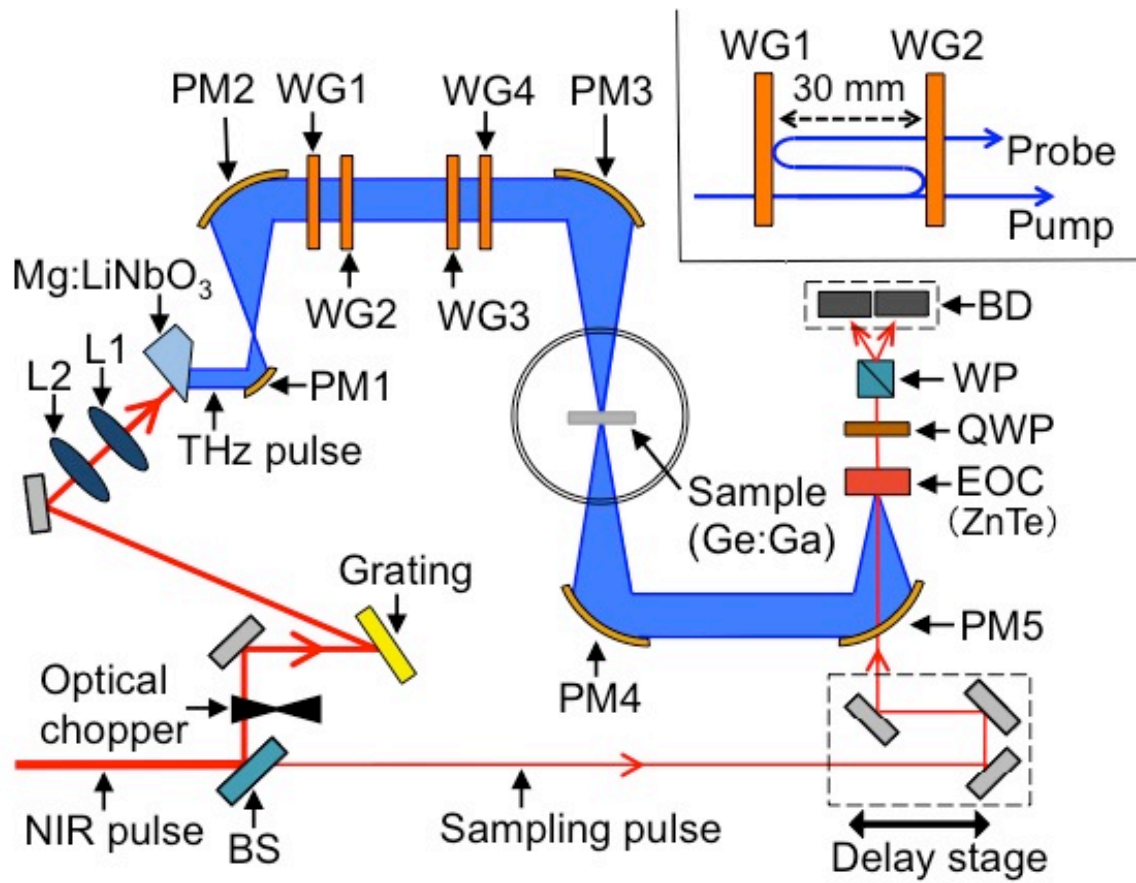 WG1 WG2
30 mm
Probe
Pump
PM2 WG1 WG4 PM3
WG2 WG3
Mg:LiNbO3
L1
L2
PM1
THz pulse
BD
WP
QWP
EOC
(ZnTe)
Sample
(Ge:Ga)
Grating
PM5
PM4
Optical
chopper
NIR pulse
BS
Sampling pulse
Delay stage